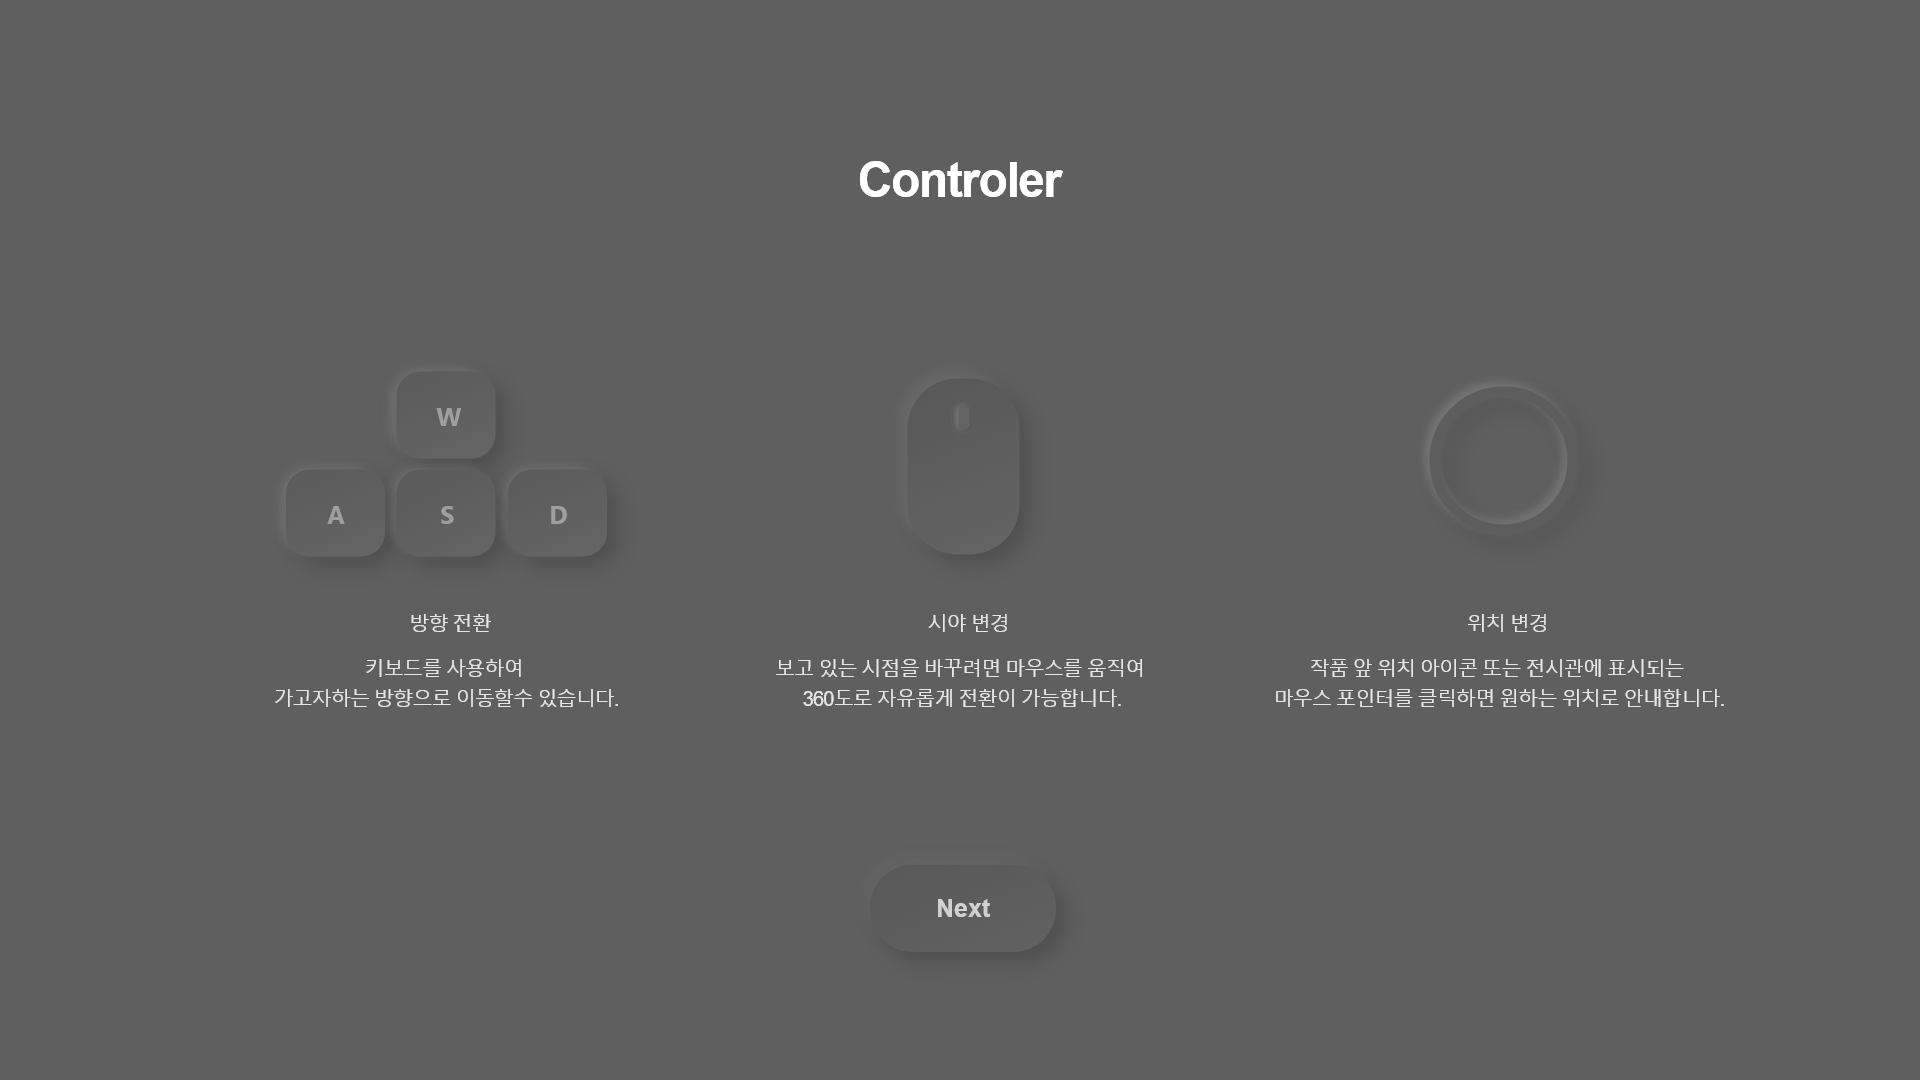 Controler
W
A S D
방향 전환
키보드를 사용하여
가고자하는 방향으로 이동할수 있습니다.
시야 변경
보고 있는 시점을 바꾸려면 마우스를 움직여
360도로 자유롭게 전환이 가능합니다.
위치 변경
작품 앞 위치 아이콘 또는 전시관에 표시되는
마우스 포인터를 클릭하면 원하는 위치로 안내합니다.
Next